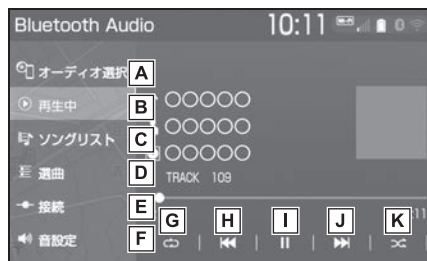 Bluetooth Audio 10:11
オーディオ選択 A
再生中 B ○○○○○
ソングリスト C ○○○○○
○○○○○
選曲 D TRACK 109
接続 E
音設定 F G H I J K